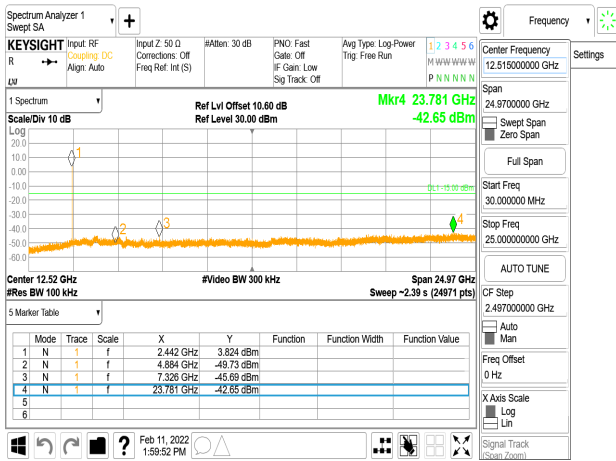 Spectrum Analyzer 1
Swept SA
Frequency
KEYSIGHT
R
Input: RF
Coupling: DC
Align: Auto
Input Z: 50 Ω
Corrections: Off
Freq Ref: Int (S)
#Atten: 30 dB
PNO: Fast
Gate: Off
IF Gain: Low
Sig Track: Off
Avg Type: Log-Power
Trig: Free Run
1 2 3 4 5 6
M W W W W W
P N N N N N
1 Spectrum
Scale/Div 10 dB
Ref Lvl Offset 10.60 dB
Ref Level 30.00 dBm
Mkr4 23.781 GHz
-42.65 dBm
Log
20.0
10.0
0.00
-10.0
-20.0
-30.0
-40.0
-50.0
-60.0
1
2
3
4
DL1 -15.00 dBm
Center 12.52 GHz
#Video BW 300 kHz
Span 24.97 GHz
#Res BW 100 kHz
Sweep ~2.39 s (24971 pts)
5 Marker Table
Mode Trace Scale X Y Function Function Width Function Value
1 N 1 f 2.442 GHz 3.824 dBm
2 N 1 f 4.884 GHz -49.73 dBm
3 N 1 f 7.326 GHz -45.69 dBm
4 N 1 f 23.781 GHz -42.65 dBm
5
6
Feb 11, 2022
1:59:52 PM
?
Center Frequency
12.515000000 GHz
Settings
Span
24.9700000 GHz
Swept Span
Zero Span
Full Span
Start Freq
30.000000 MHz
Stop Freq
25.000000000 GHz
AUTO TUNE
CF Step
2.497000000 GHz
Auto
Man
Freq Offset
0 Hz
X Axis Scale
Log
Lin
Signal Track
(Span Zoom)